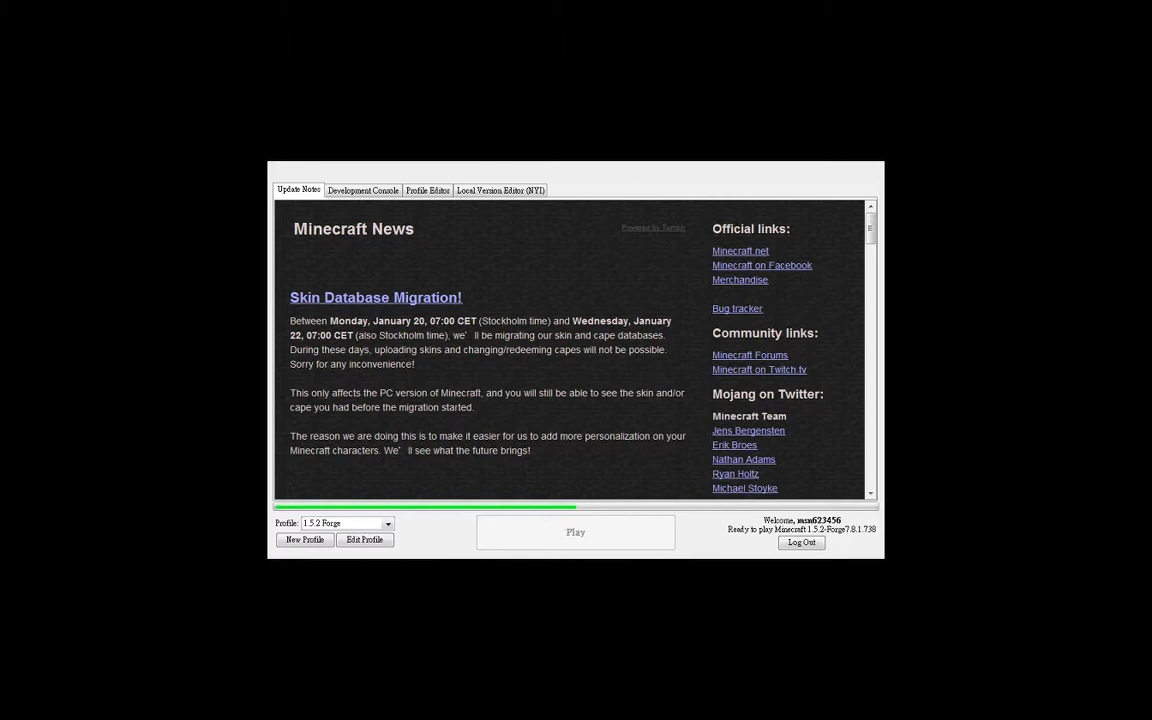 Update Notes
Development Console
Profile Editor
Local Version Editor (NYI)
Minecraft News
Powered by Tumblr
Skin Database Migration!
Between Monday, January 20, 07:00 CET (Stockholm time) and Wednesday, January
22, 07:00 CET (also Stockholm time), we’ll be migrating our skin and cape databases.
During these days, uploading skins and changing/redeeming capes will not be possible.
Sorry for any inconvenience!
This only affects the PC version of Minecraft, and you will still be able to see the skin and/or
cape you had before the migration started.
The reason we are doing this is to make it easier for us to add more personalization on your
Minecraft characters. We’ll see what the future brings!
Official links:
Minecraft.net
Minecraft on Facebook
Merchandise
Bug tracker
Community links:
Minecraft Forums
Minecraft on Twitch.tv
Mojang on Twitter:
Minecraft Team
Jens Bergensten
Erik Broes
Nathan Adams
Ryan Holtz
Michael Stoyke
Profile:
1.5.2 Forge
New Profile
Edit Profile
Play
Welcome, msn623456
Ready to play Minecraft 1.5.2-Forge7.8.1.738
Log Out